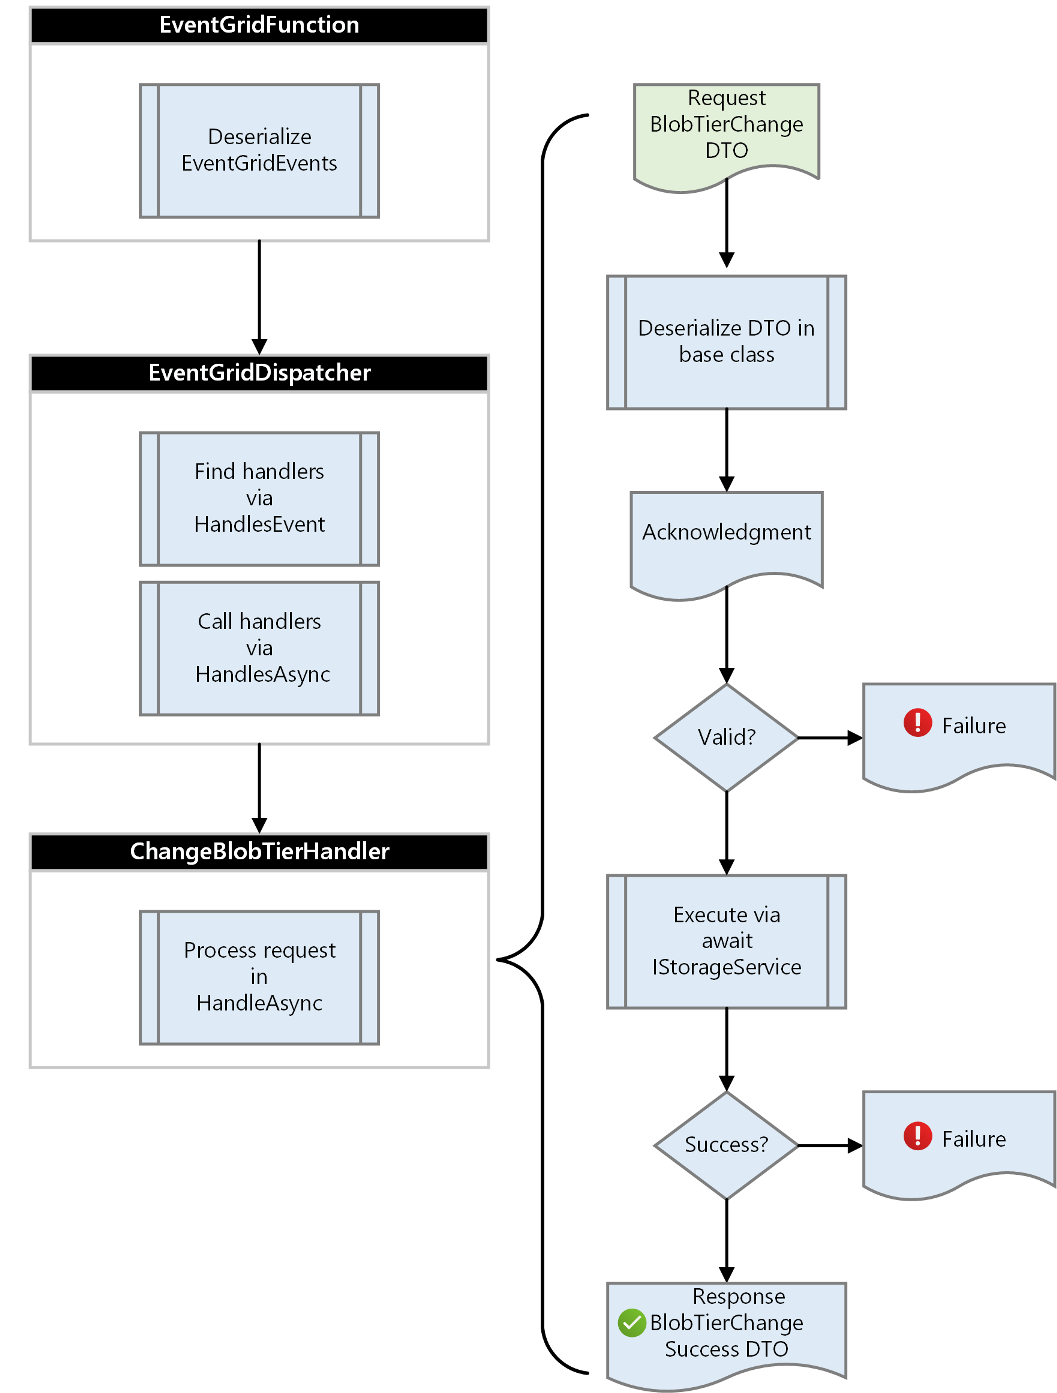 EventGridFunction
Deserialize
EventGridEvents
EventGridDispatcher
Find handlers
via
HandlesEvent
Call handlers
via
HandlesAsync
ChangeBlobTierHandler
Process request
in
HandleAsync
Request
BlobTierChange
DTO
Deserialize DTO in
base class
Acknowledgment
Valid?
Failure
Execute via
await
IStorageService
Success?
Failure
Response
BlobTierChange
Success DTO